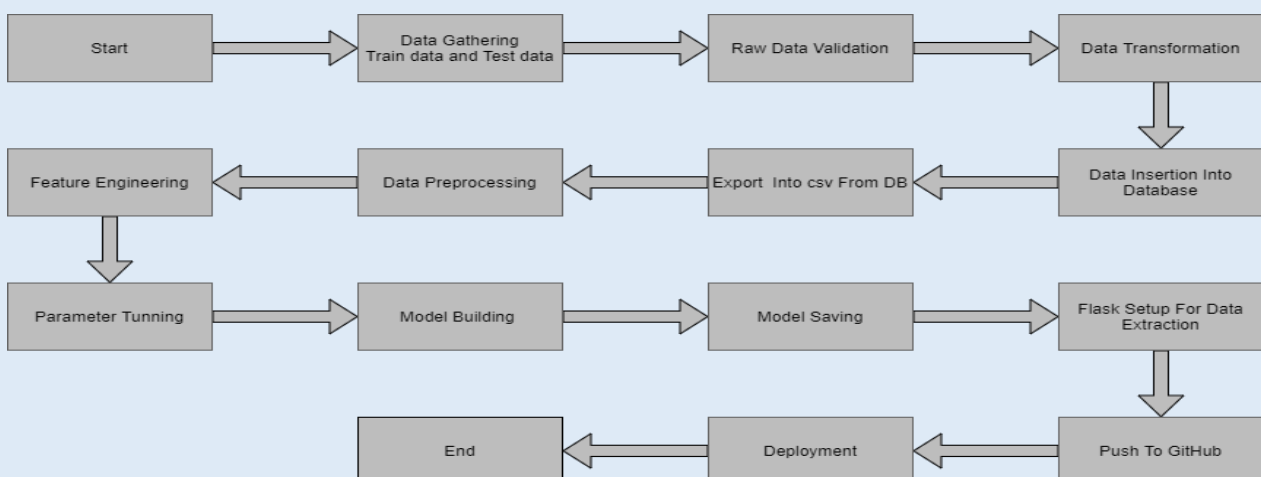 Start
Data Gathering
Train data and Test data
Raw Data Validation
Data Transformation
Data Insertion Into
Database
Export Into csv From DB
Data Preprocessing
Feature Engineering
Parameter Tunning
Model Building
Model Saving
Flask Setup For Data
Extraction
Push To GitHub
Deployment
End